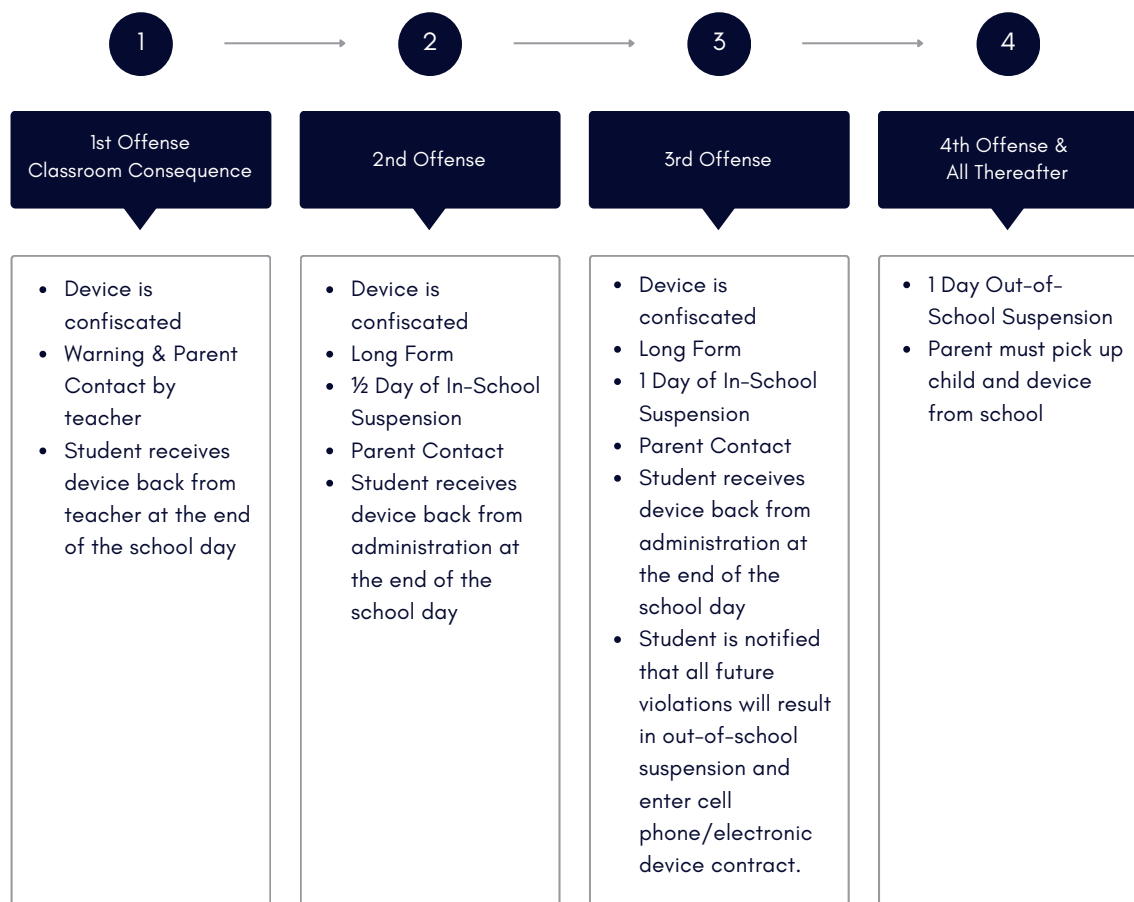 1
2
3
4
1st Offense
Classroom Consequence
2nd Offense
3rd Offense
4th Offense &
All Thereafter
• Device is
confiscated
• Warning & Parent
Contact by
teacher
• Student receives
device back from
teacher at the end
of the school day
• Device is
confiscated
• Long Form
• ½ Day of In-School
Suspension
• Parent Contact
• Student receives
device back from
administration at
the end of the
school day
• Device is
confiscated
• Long Form
• 1 Day of In-School
Suspension
• Parent Contact
• Student receives
device back from
administration at
the end of the
school day
• Student is notified
that all future
violations will result
in out-of-school
suspension and
enter cell
phone/electronic
device contract.
• 1 Day Out-of-
School Suspension
• Parent must pick up
child and device
from school